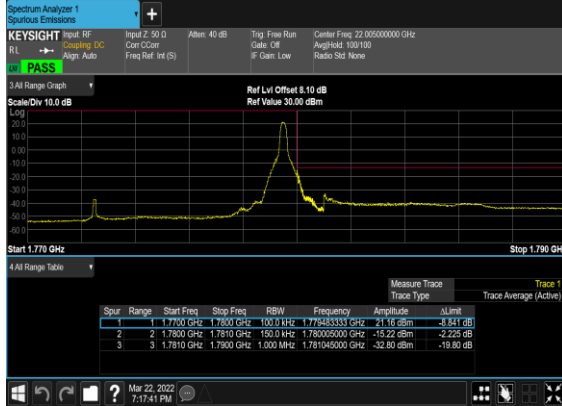 Spectrum Analyzer 1
Spurious Emissions
+
KEYSIGHT Input: RF Input Z: 50 Ω Atten: 40 dB Trig: Free Run Center Freq: 22.005000000 GHz
RL Coupling: DC Corr CCorr Gate: Off Avg|Hold: 100/100
Align: Auto Freq Ref: Int (S) IF Gain: Low Radio Std: None
PASS
3 All Range Graph
Ref Lvl Offset 8.10 dB
Scale/Div 10.0 dB Ref Value 30.00 dBm
Log
20.0
10.0
0.00
-10.0
-20.0
-30.0
-40.0
-50.0
-60.0
Start 1.770 GHz Stop 1.790 GH
4 All Range Table
Measure Trace Trace 1
Trace Type Trace Average (Active)
Spur Range Start Freq Stop Freq RBW Frequency Amplitude ΔLimit
1 1 1.7700 GHz 1.7800 GHz 100.0 kHz 1.779483333 GHz 21.16 dBm -8.841 dB
2 2 1.7800 GHz 1.7810 GHz 150.0 kHz 1.780005000 GHz -15.22 dBm -2.225 dB
3 3 1.7810 GHz 1.7900 GHz 1.000 MHz 1.781045000 GHz -32.80 dBm -19.80 dB
? Mar 22, 2022
7:17:41 PM